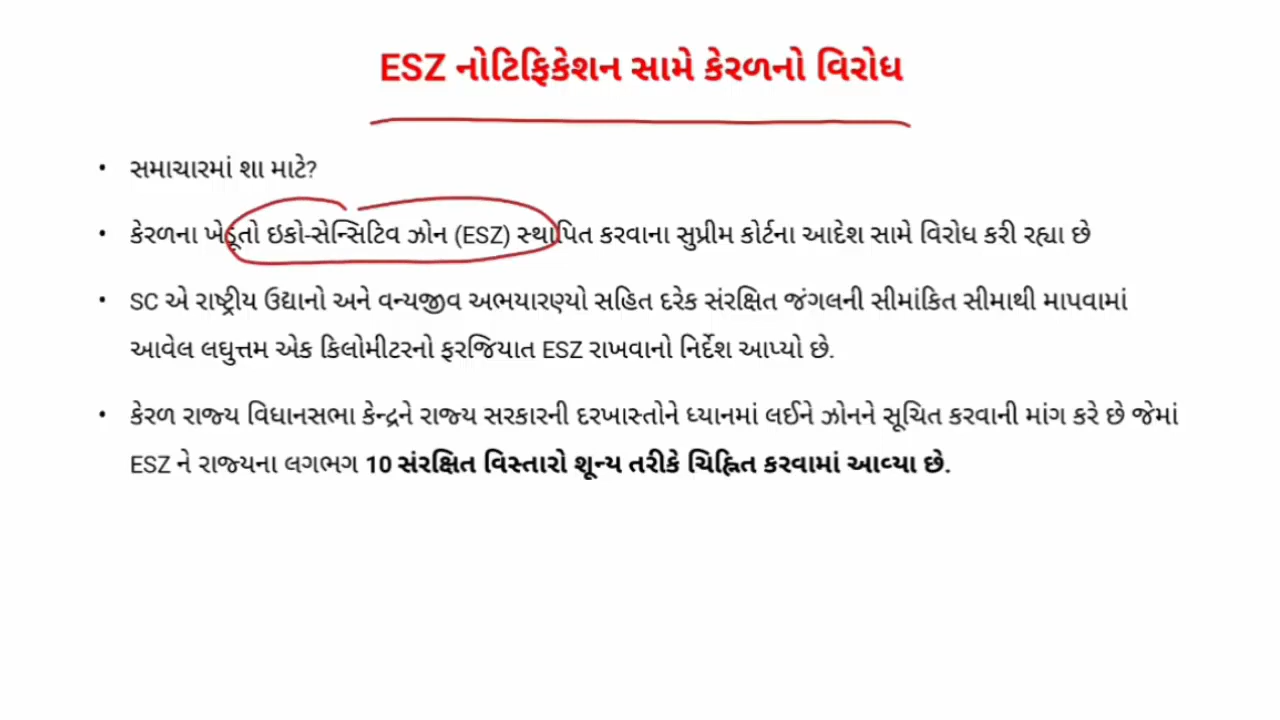 ESZ નોટિફિકેશન સામે કેરળનો વિરોધ
• સમાચારમાં શા માટે?
• કેરળના ખેડૂતો ઇકો-સેન્સિટિવ ઝોન (ESZ) સ્થાપિત કરવાના સુપ્રીમ કોર્ટના આદેશ સામે વિરોધ કરી રહ્યા છે
• SC એ રાષ્ટ્રીય ઉદ્યાનો અને વન્યજીવ અભયારણ્યો સહિત દરેક સંરક્ષિત જંગલની સીમાંકિત સીમાથી માપવામાં
આવેલ લઘુત્તમ એક કિલોમીટરનો ફરજિયાત ESZ રાખવાનો નિર્દેશ આપ્યો છે.
• કેરળ રાજ્ય વિધાનસભા કેન્દ્રને રાજ્ય સરકારની દરખાસ્તોને ધ્યાનમાં લઈને ઝોનને સૂચિત કરવાની માંગ કરે છે જેમાં
ESZ ને રાજ્યના લગભગ 10 સંરક્ષિત વિસ્તારો શૂન્ય તરીકે ચિહ્નિત કરવામાં આવ્યા છે.